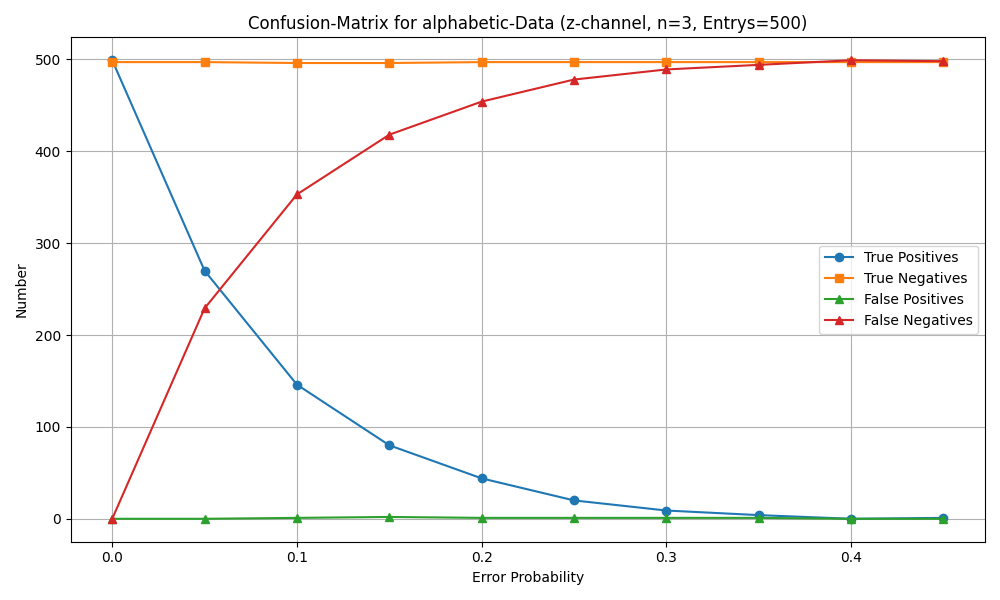 Confusion-Matrix for alphabetic-Data (z-channel, n=3, Entrys=500)
500
400
300
200
100
0
Number
True Positives
True Negatives
False Positives
False Negatives
0.0
0.1
0.2
0.3
0.4
Error Probability